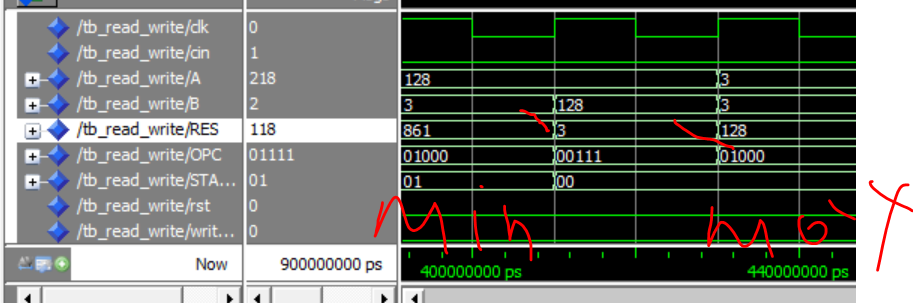 /tb_read_write/clk 0
/tb_read_write/cin 1
/tb_read_write/A 218 128 3
/tb_read_write/B 2 3 128 3
/tb_read_write/RES 118 861 3 128
/tb_read_write/OPC 01111 01000 00111 01000
/tb_read_write/STA... 01 01 00
/tb_read_write/rst 0
/tb_read_write/writ... 0
min
Now 900000000 ps 400000000 ps 440000000 ps